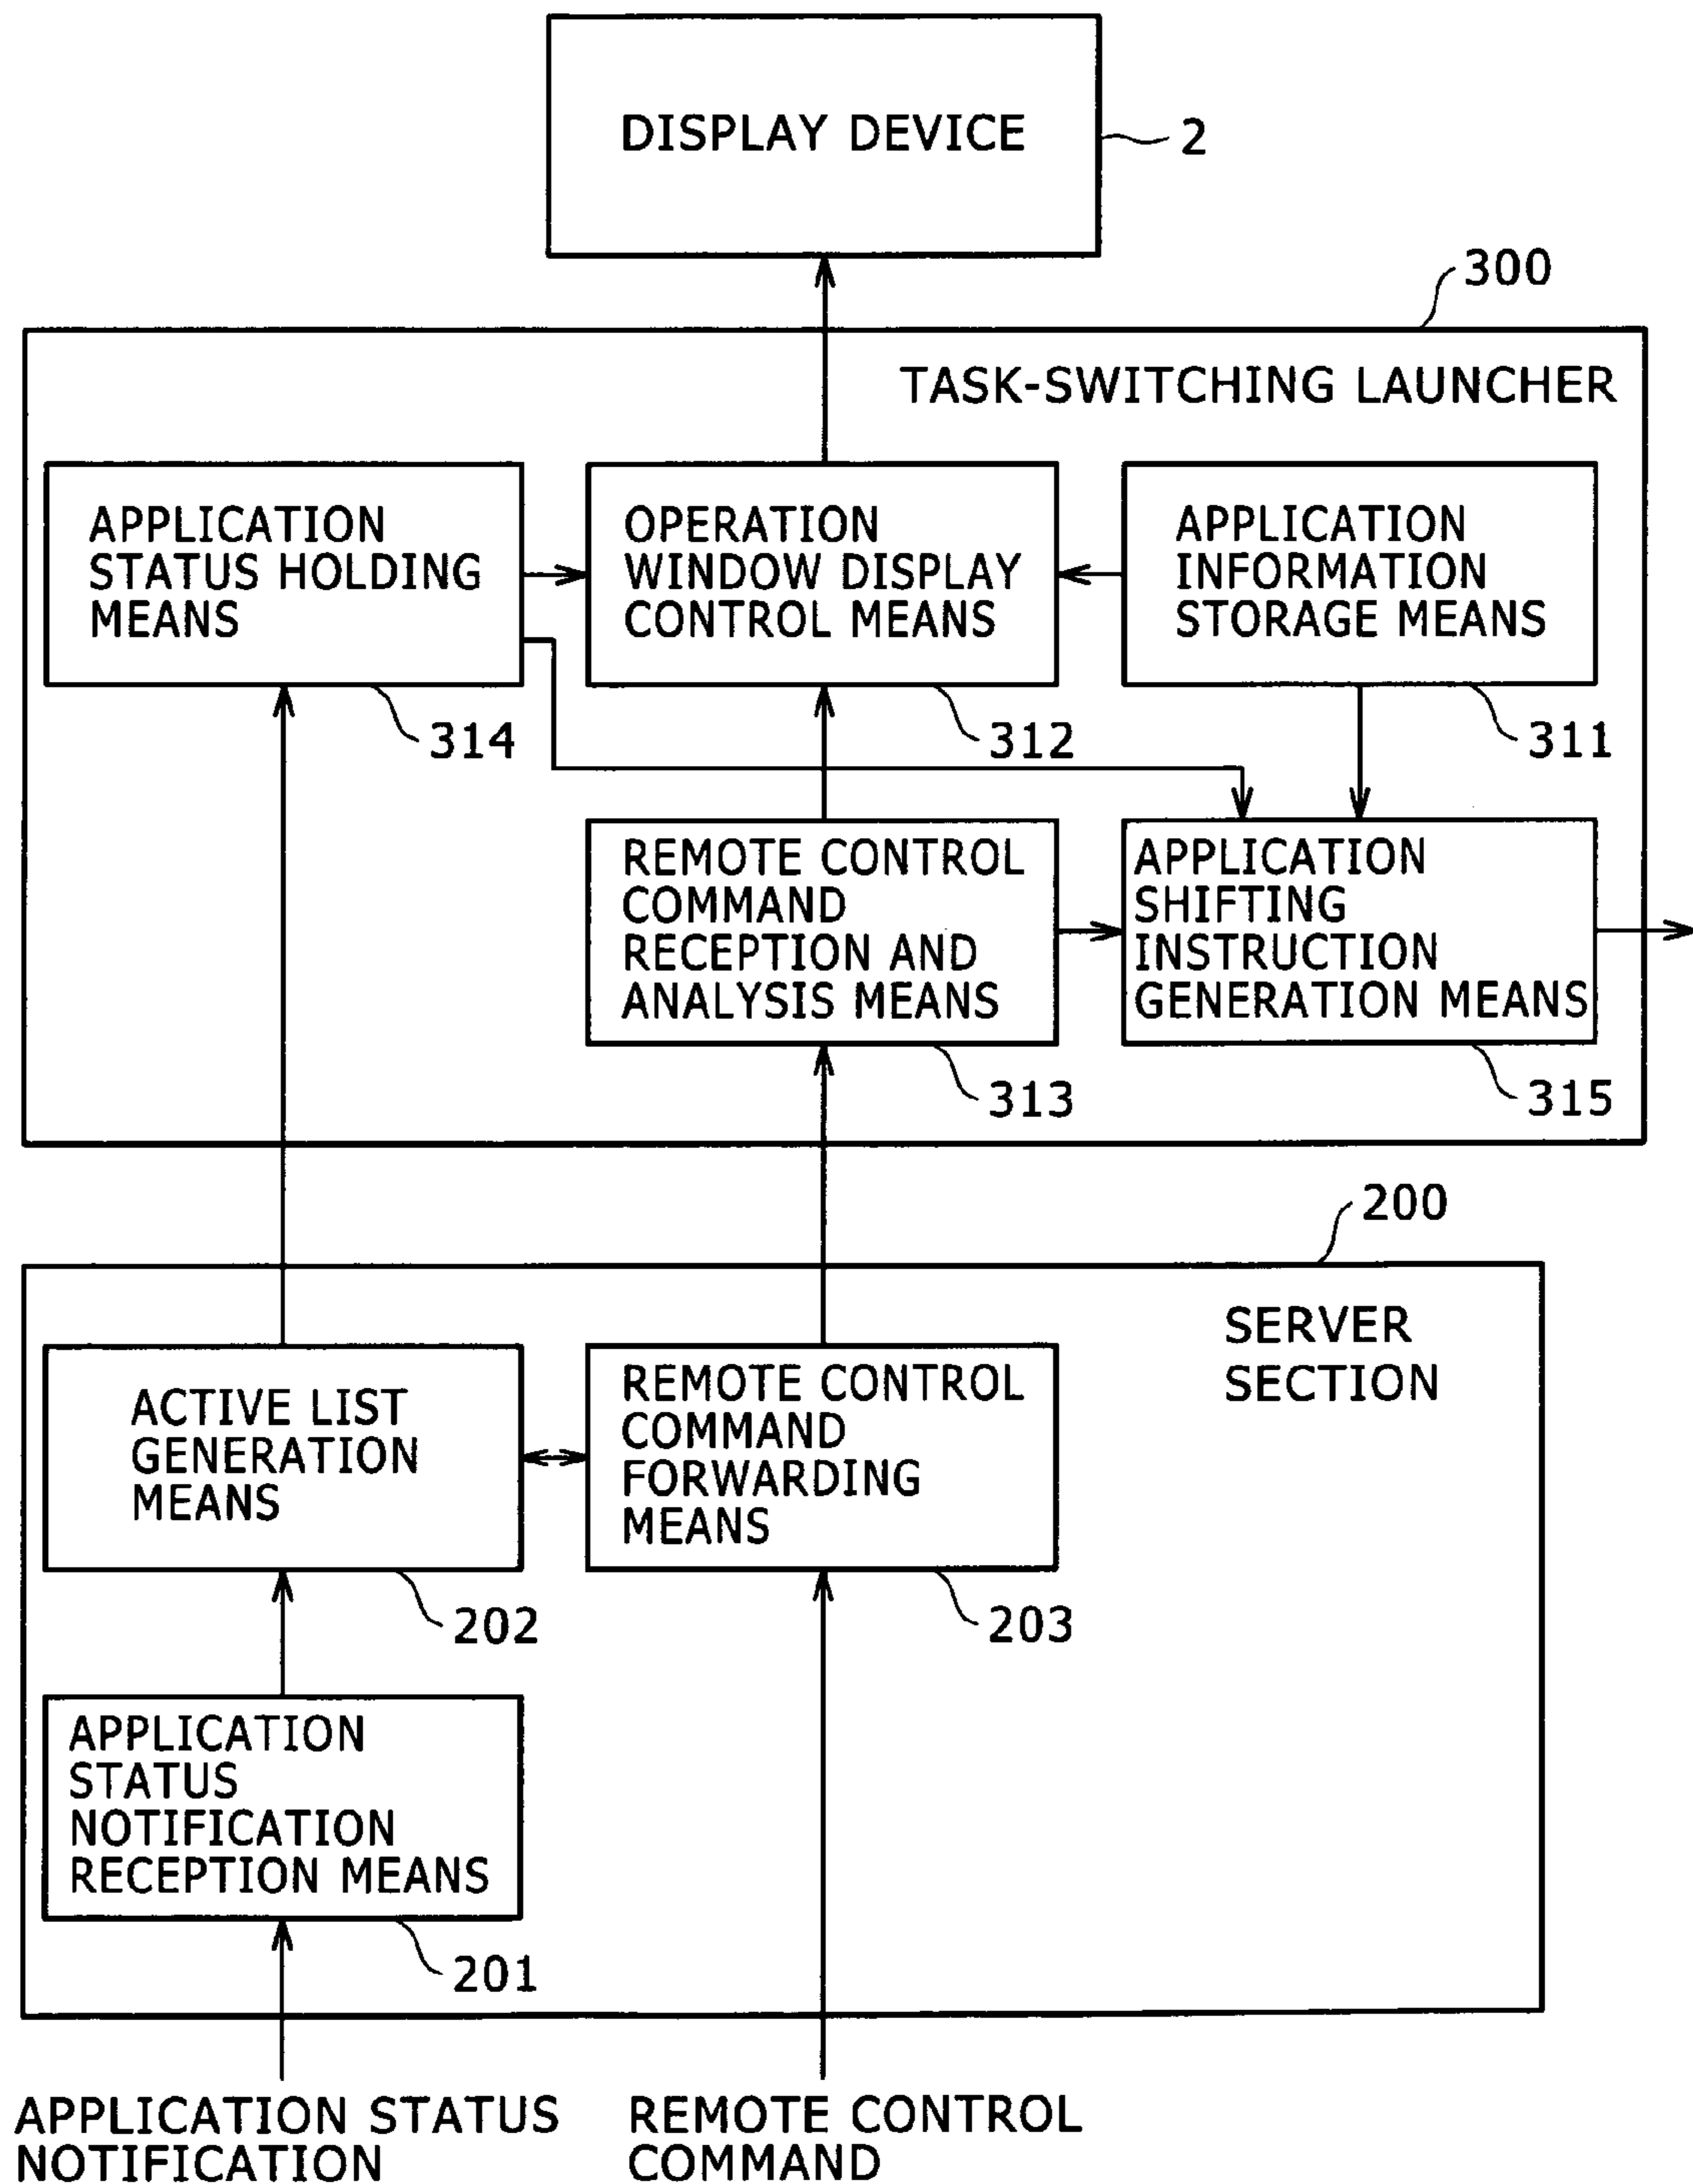 DISPLAY DEVICE
2
300
TASK-SWITCHING LAUNCHER
APPLICATION
STATUS HOLDING
MEANS
OPERATION
WINDOW DISPLAY
CONTROL MEANS
APPLICATION
INFORMATION
STORAGE MEANS
314
312
311
REMOTE CONTROL
COMMAND
RECEPTION AND
ANALYSIS MEANS
APPLICATION
SHIFTING
INSTRUCTION
GENERATION MEANS
313
315
200
SERVER
SECTION
ACTIVE LIST
GENERATION
MEANS
REMOTE CONTROL
COMMAND
FORWARDING
MEANS
202
203
APPLICATION
STATUS
NOTIFICATION
RECEPTION MEANS
201
APPLICATION STATUS
NOTIFICATION
REMOTE CONTROL
COMMAND